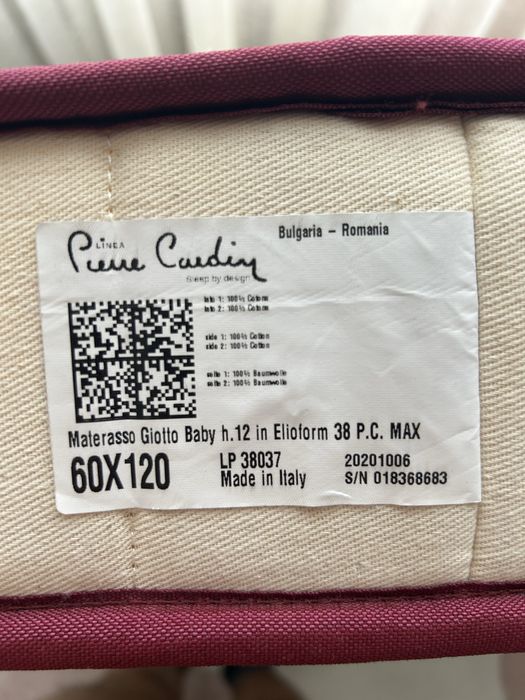 LINEA
Pierre Cardin
sleep by design
Bulgaria - Romania
lato 1: 100% Cotone
lato 2: 100% Cotone
side 1: 100% Cotton
side 2: 100% Cotton
seite 1: 100% Baumwolle
seite 2: 100% Baumwolle
Materasso Giotto Baby h.12 in Elioform 38 P.C. MAX
60X120
LP 38037
Made in Italy
20201006
S/N 018368683